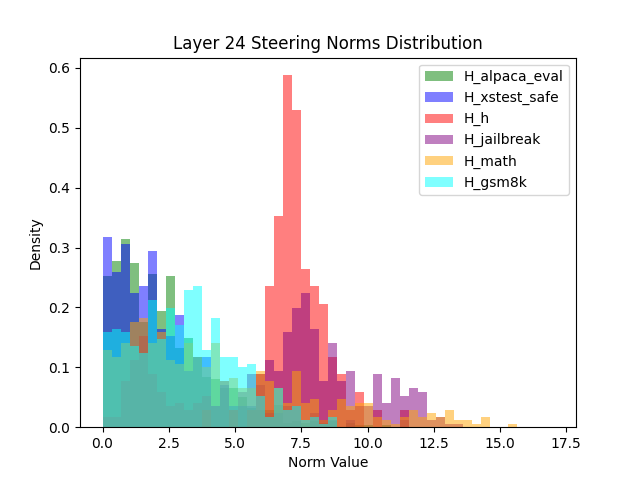 Layer 24 Steering Norms Distribution
H_alpaca_eval
H_xstest_safe
H_h
H_jailbreak
H_math
H_gsm8k
Density
0.6
0.5
0.4
0.3
0.2
0.1
0.0
0.0 2.5 5.0 7.5 10.0 12.5 15.0 17.5
Norm Value